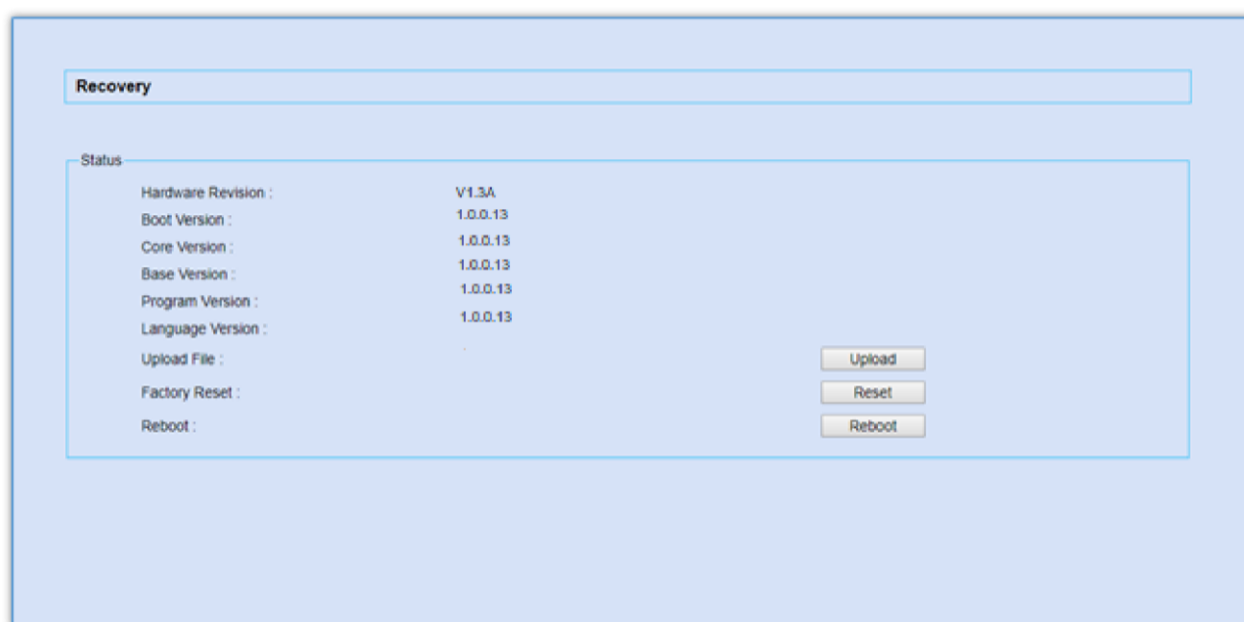 Recovery
Status
Hardware Revision : V1.3A
Boot Version : 1.0.0.13
Core Version : 1.0.0.13
Base Version : 1.0.0.13
Program Version : 1.0.0.13
Language Version : 1.0.0.13
Upload File : Upload
Factory Reset : Reset
Reboot : Reboot